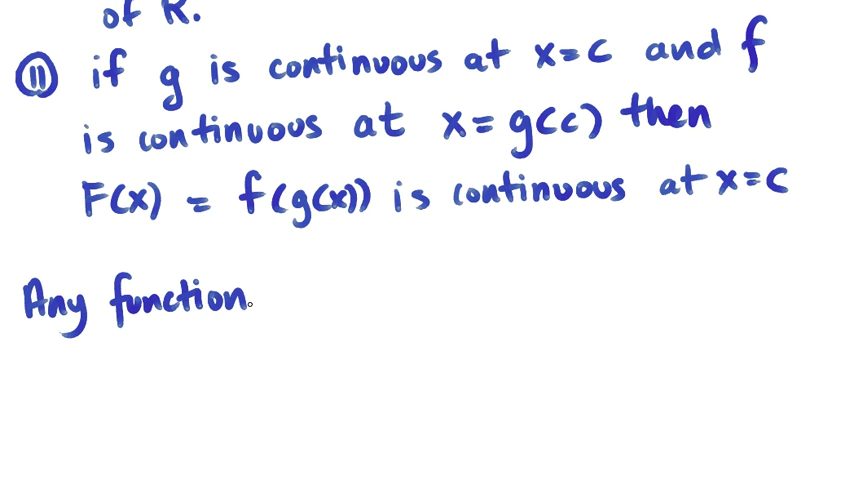 of R.
⑪ if g is continuous at x=c and f
is continuous at x=g(c) then
F(x) = f(g(x)) is continuous at x=c
Any function